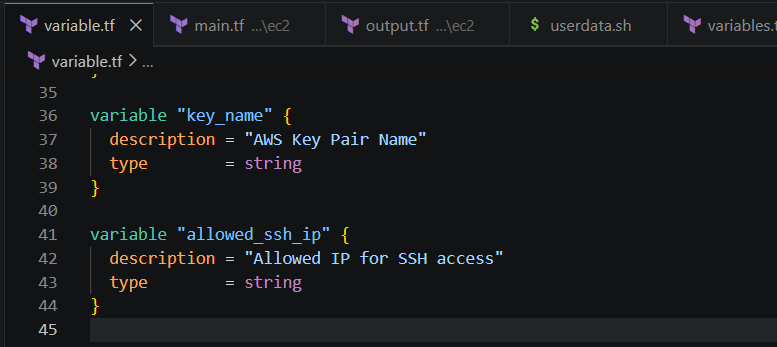 variable.tf
main.tf ...\ec2
output.tf ...\ec2
$ userdata.sh
variables.t
variable.tf > ...
}
35
36 variable "key_name" {
37   description = "AWS Key Pair Name"
38   type        = string
39 }
40
41 variable "allowed_ssh_ip" {
42   description = "Allowed IP for SSH access"
43   type        = string
44 }
45